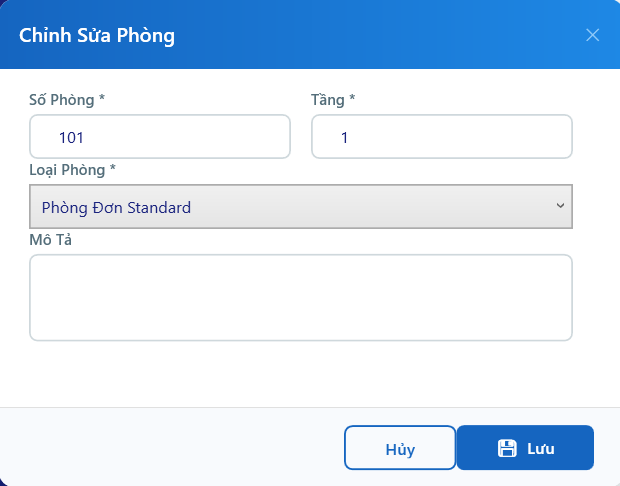 Chỉnh Sửa Phòng
Số Phòng * Tầng *
101 1
Loại Phòng *
Phòng Đơn Standard
Mô Tả
Hủy Lưu